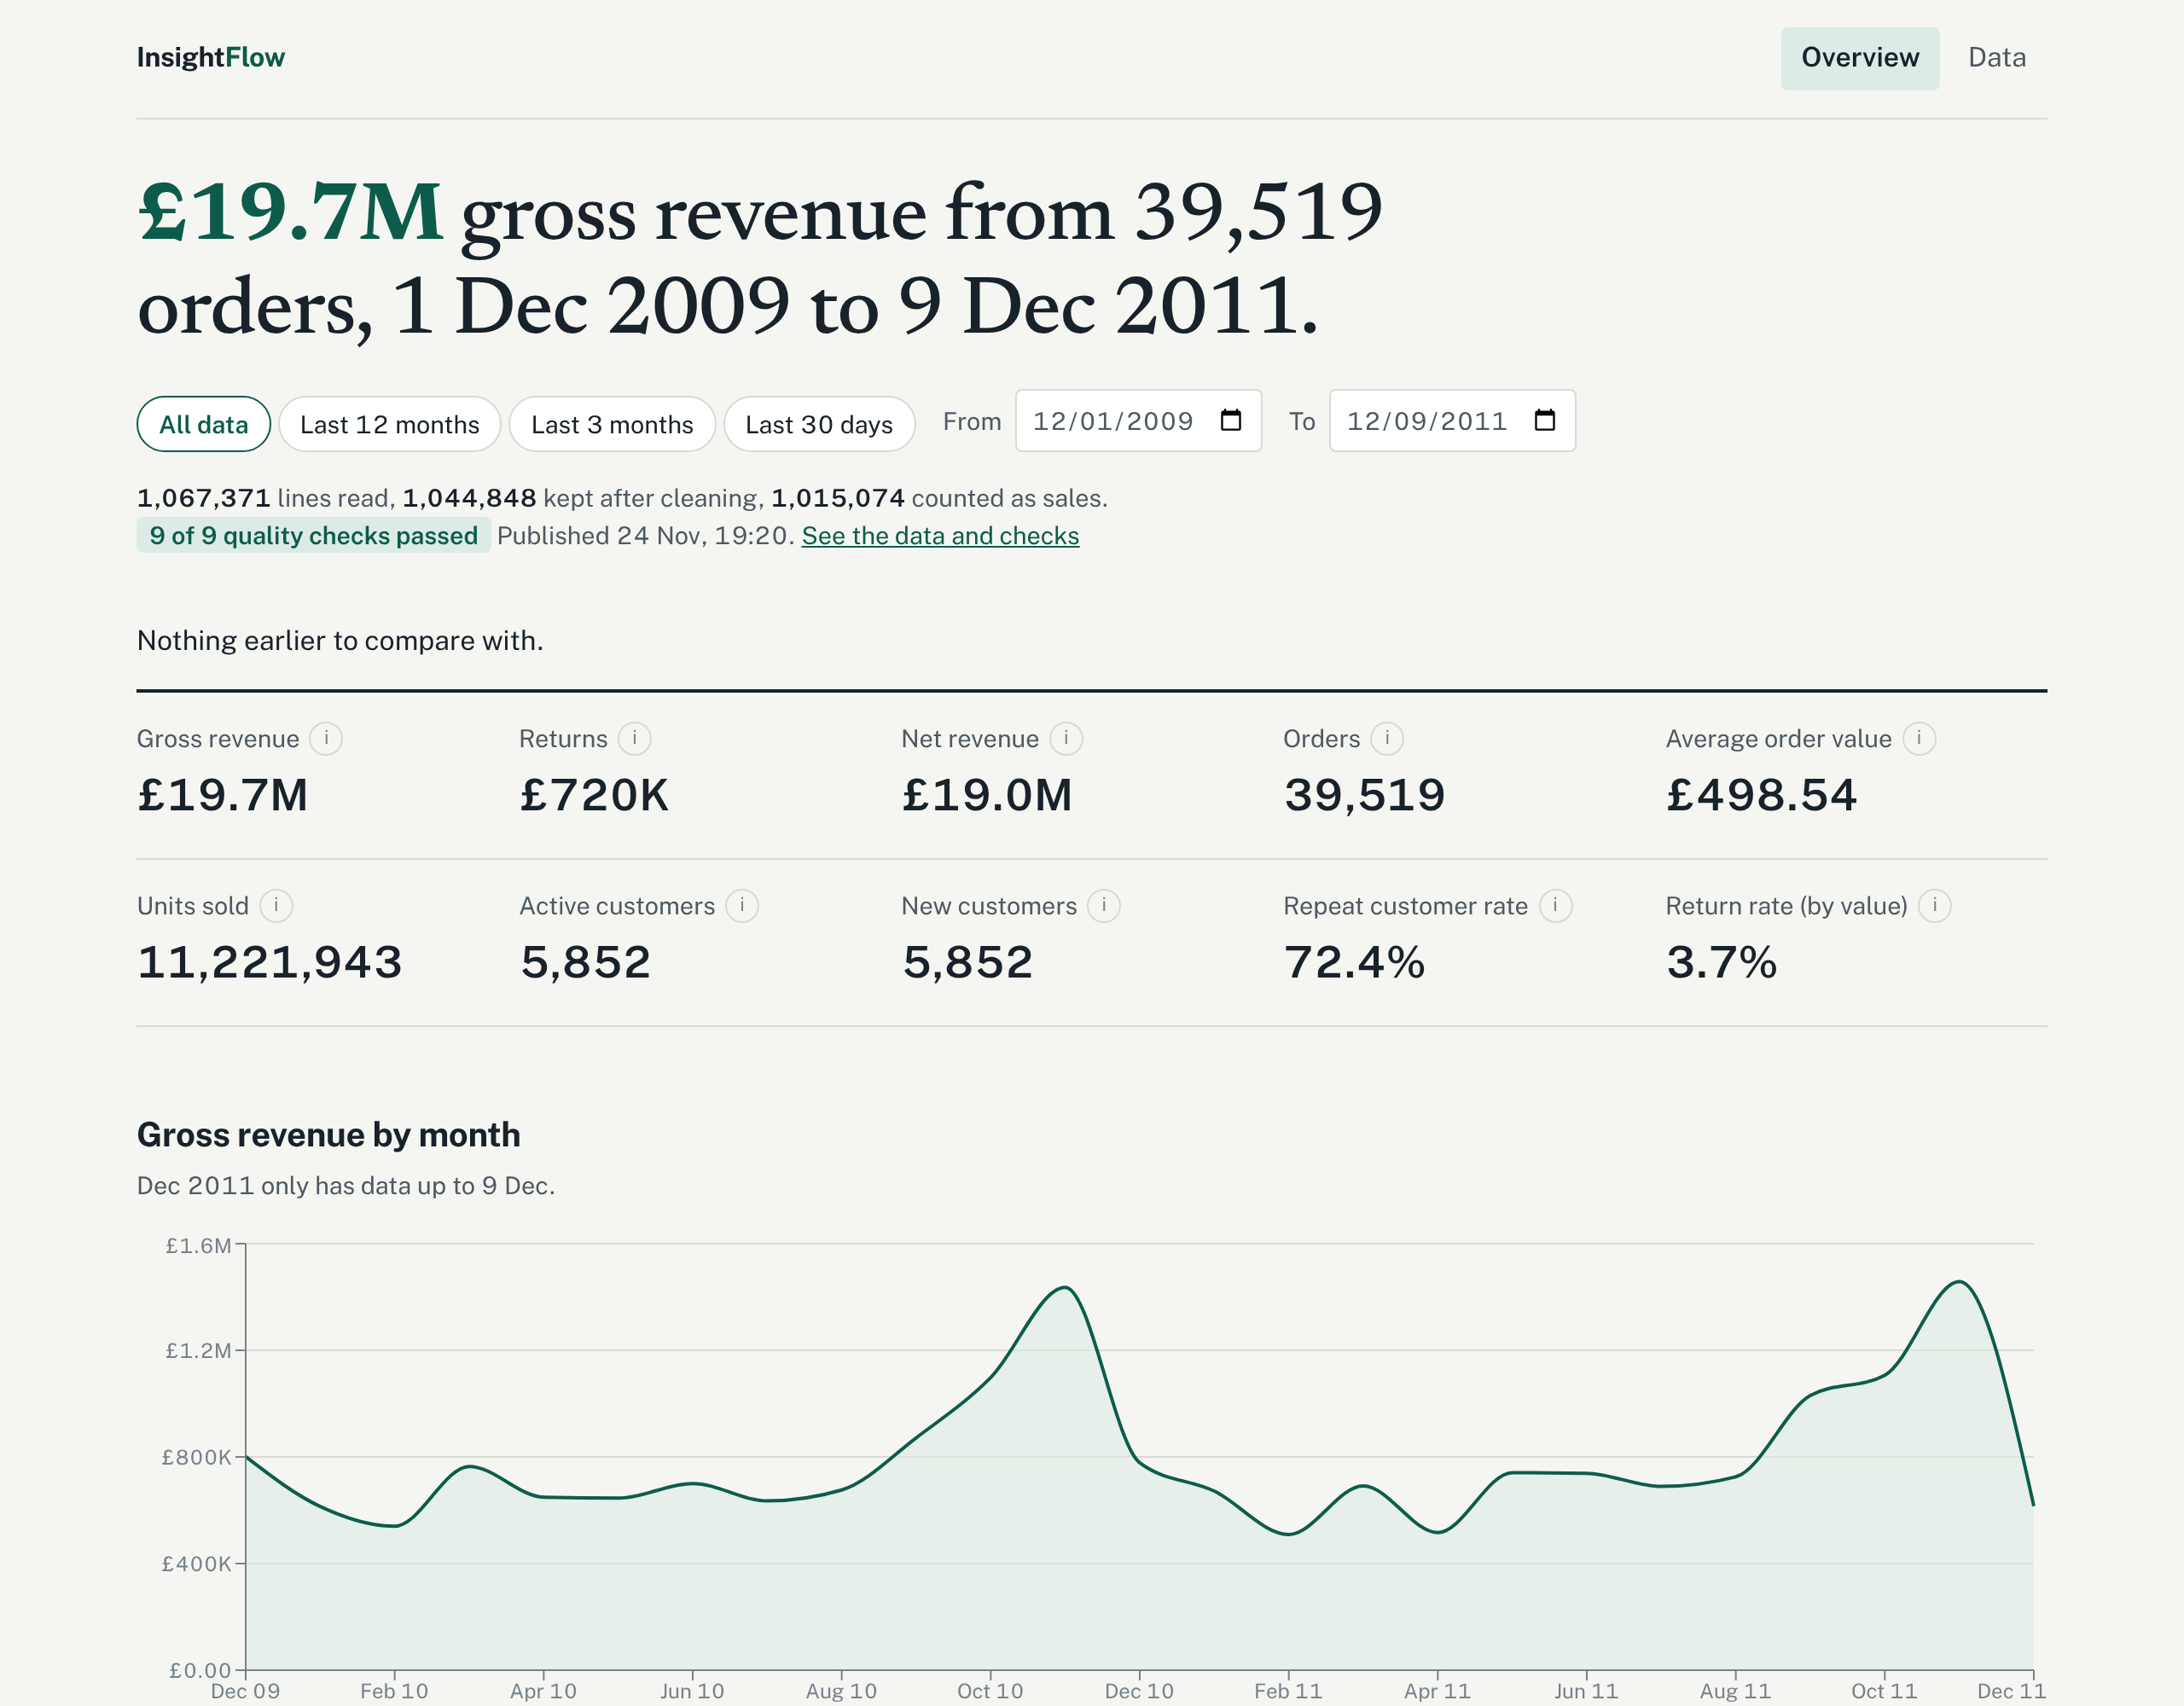 InsightFlow
Overview Data
£19.7M gross revenue from 39,519
orders, 1 Dec 2009 to 9 Dec 2011.
All data Last 12 months Last 3 months Last 30 days From 12/01/2009 To 12/09/2011
1,067,371 lines read, 1,044,848 kept after cleaning, 1,015,074 counted as sales.
9 of 9 quality checks passed Published 24 Nov, 19:20. See the data and checks
Nothing earlier to compare with.
Gross revenue i Returns i Net revenue i Orders i Average order value i
£19.7M £720K £19.0M 39,519 £498.54
Units sold i Active customers i New customers i Repeat customer rate i Return rate (by value) i
11,221,943 5,852 5,852 72.4% 3.7%
Gross revenue by month
Dec 2011 only has data up to 9 Dec.
£1.6M
£1.2M
£800K
£400K
£0.00
Dec 09 Feb 10 Apr 10 Jun 10 Aug 10 Oct 10 Dec 10 Feb 11 Apr 11 Jun 11 Aug 11 Oct 11 Dec 11